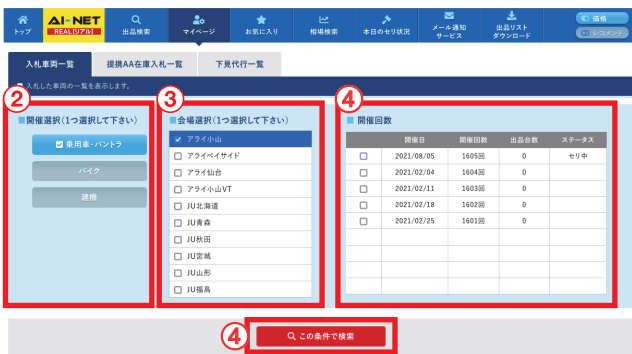 トップ
AI-NET
REAL[リアル]
出品検索
マイページ
お気に入り
相場検索
本日のセリ状況
メール通知
サービス
出品リスト
ダウンロード
価格
レコメンド
入札車両一覧
提携AA在庫入札一覧
下見代行一覧
入札した車両の一覧を表示します。
②
③
④
■開催選択(1つ選択して下さい)
乗用車・バントラ
バイク
建機
■会場選択(1つ選択して下さい)
アライ小山
アライベイサイド
アライ仙台
アライ小山VT
JU北海道
JU青森
JU秋田
JU宮城
JU山形
JU福島
■開催回数
開催日 開催回数 出品台数 ステータス
2021/08/05 1605回 0 セリ中
2021/02/04 1604回 0
2021/02/11 1603回 0
2021/02/18 1602回 0
2021/02/25 1601回 0
④
この条件で検索